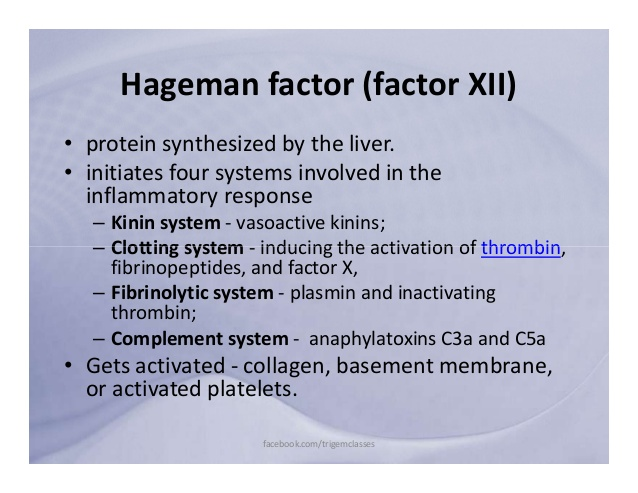 Hageman factor (factor XII)
• protein synthesized by the liver.
• initiates four systems involved in the
inflammatory response
– Kinin system - vasoactive kinins;
– Clotting system - inducing the activation of thrombin,
fibrinopeptides, and factor X,
– Fibrinolytic system - plasmin and inactivating
thrombin;
– Complement system -  anaphylatoxins C3a and C5a
• Gets activated - collagen, basement membrane,
or activated platelets.
facebook.com/trigemclasses